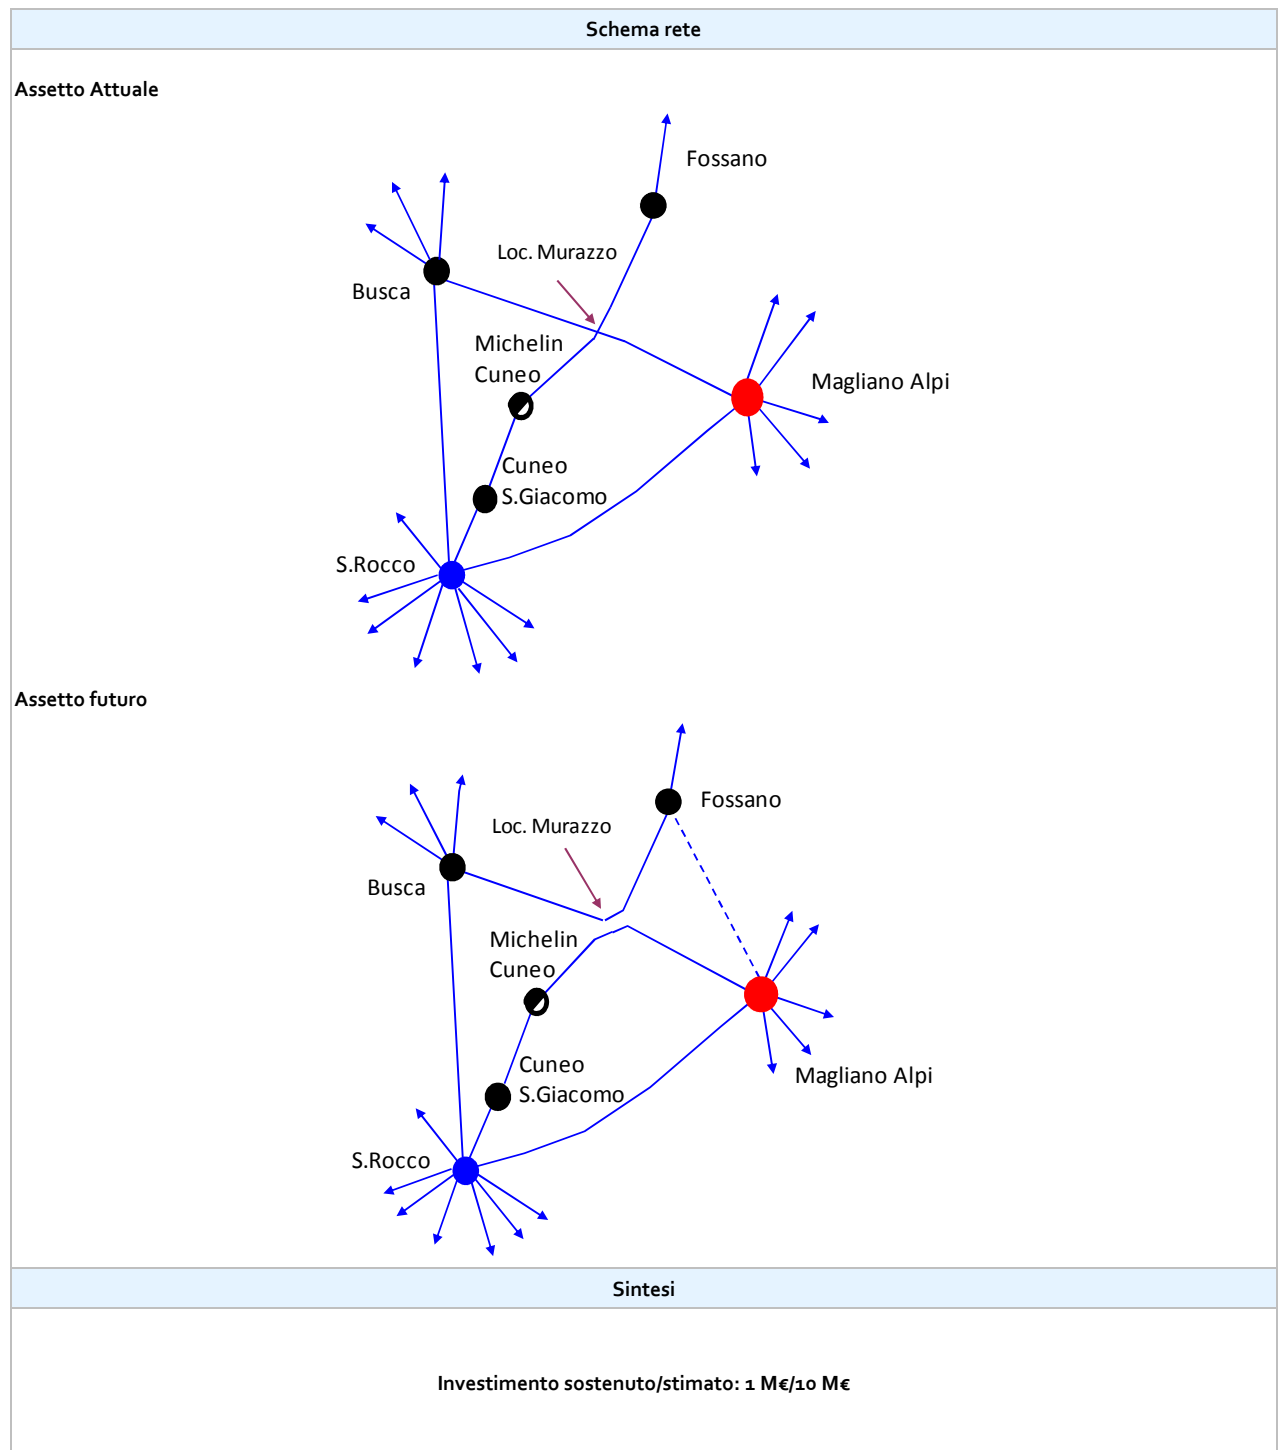 Schema rete
Assetto Attuale
Fossano
Loc. Murazzo
Busca
Michelin
Cuneo
Magliano Alpi
Cuneo
S.Giacomo
S.Rocco
Assetto futuro
Fossano
Loc. Murazzo
Busca
Michelin
Cuneo
Cuneo
S.Giacomo
Magliano Alpi
S.Rocco
Sintesi
Investimento sostenuto/stimato: 1 M€/10 M€